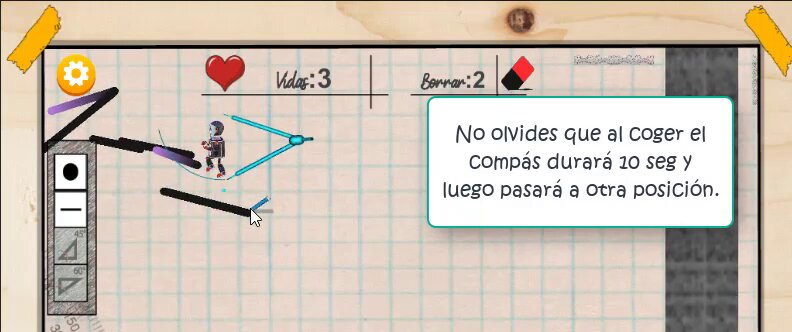 Vidas:3
Borrar:2
No olvides que al coger el
compás durará 10 seg y
luego pasará a otra posición.
45°
60°
50